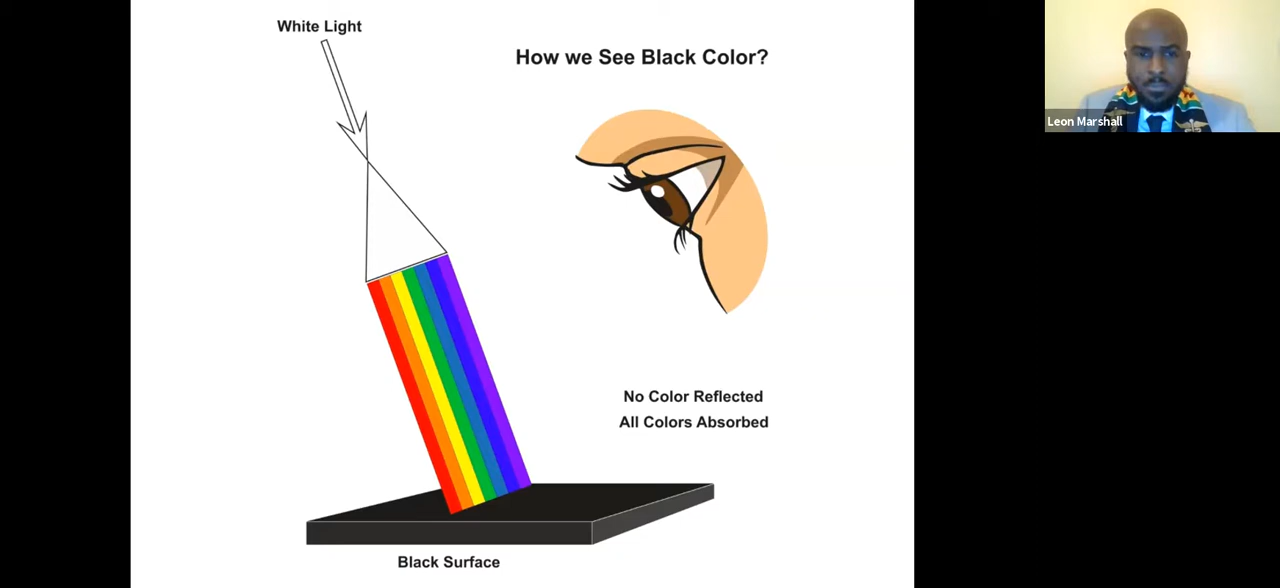 White Light
How we See Black Color?
Leon Marshall
No Color Reflected
All Colors Absorbed
Black Surface